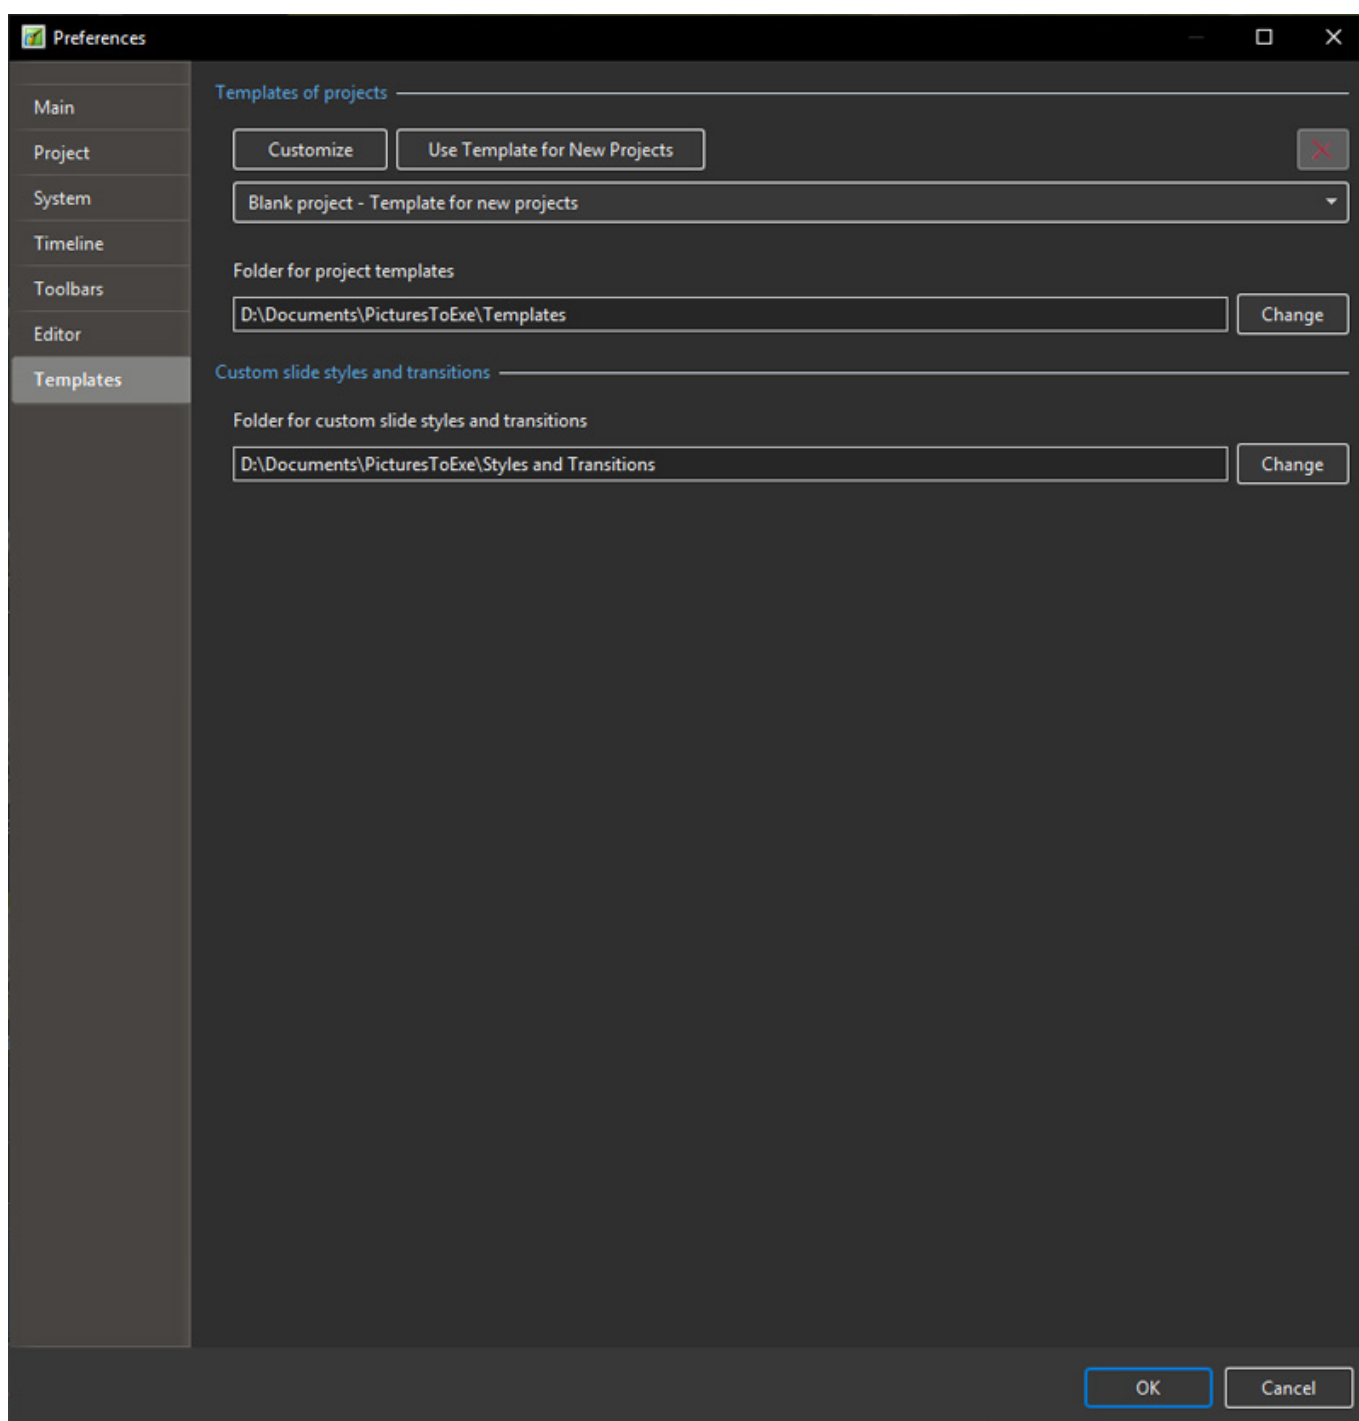 Preferences
Main
Project
System
Timeline
Toolbars
Editor
Templates
Templates of projects
Customize
Use Template for New Projects
Blank project - Template for new projects
Folder for project templates
D:\Documents\PicturesToExe\Templates
Change
Custom slide styles and transitions
Folder for custom slide styles and transitions
D:\Documents\PicturesToExe\Styles and Transitions
Change
OK
Cancel